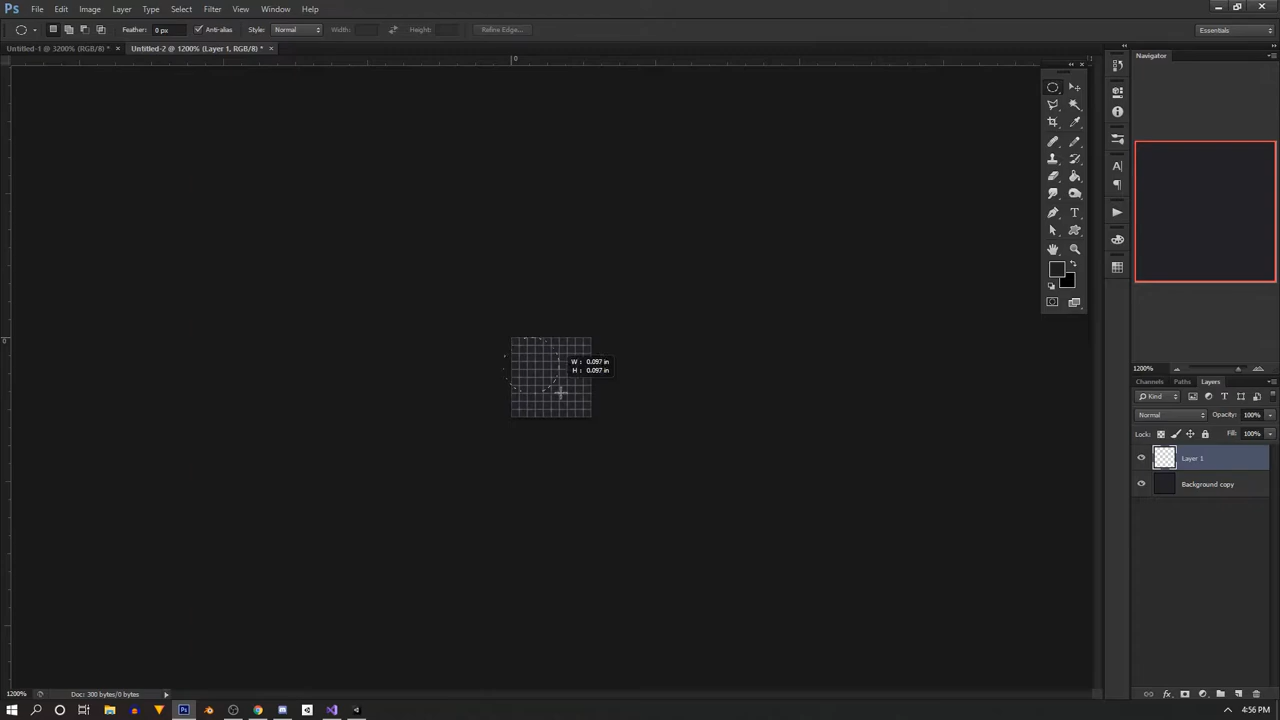 Ps File Edit Image Layer Type Select Filter View Window Help
Feather: 0 px Anti-alias Style: Normal Width: Height: Refine Edge... Essentials
Untitled-1 @ 3200% (RGB/8) * × Untitled-2 @ 1200% (Layer 1, RGB/8) * ×
0
Navigator
0
W: 0.097 in
H: 0.097 in
1200%
Channels Paths Layers
Kind
Normal Opacity: 100%
Lock: Fill: 100%
Layer 1
Background copy
1200% Doc: 300 bytes/0 bytes
4:56 PM